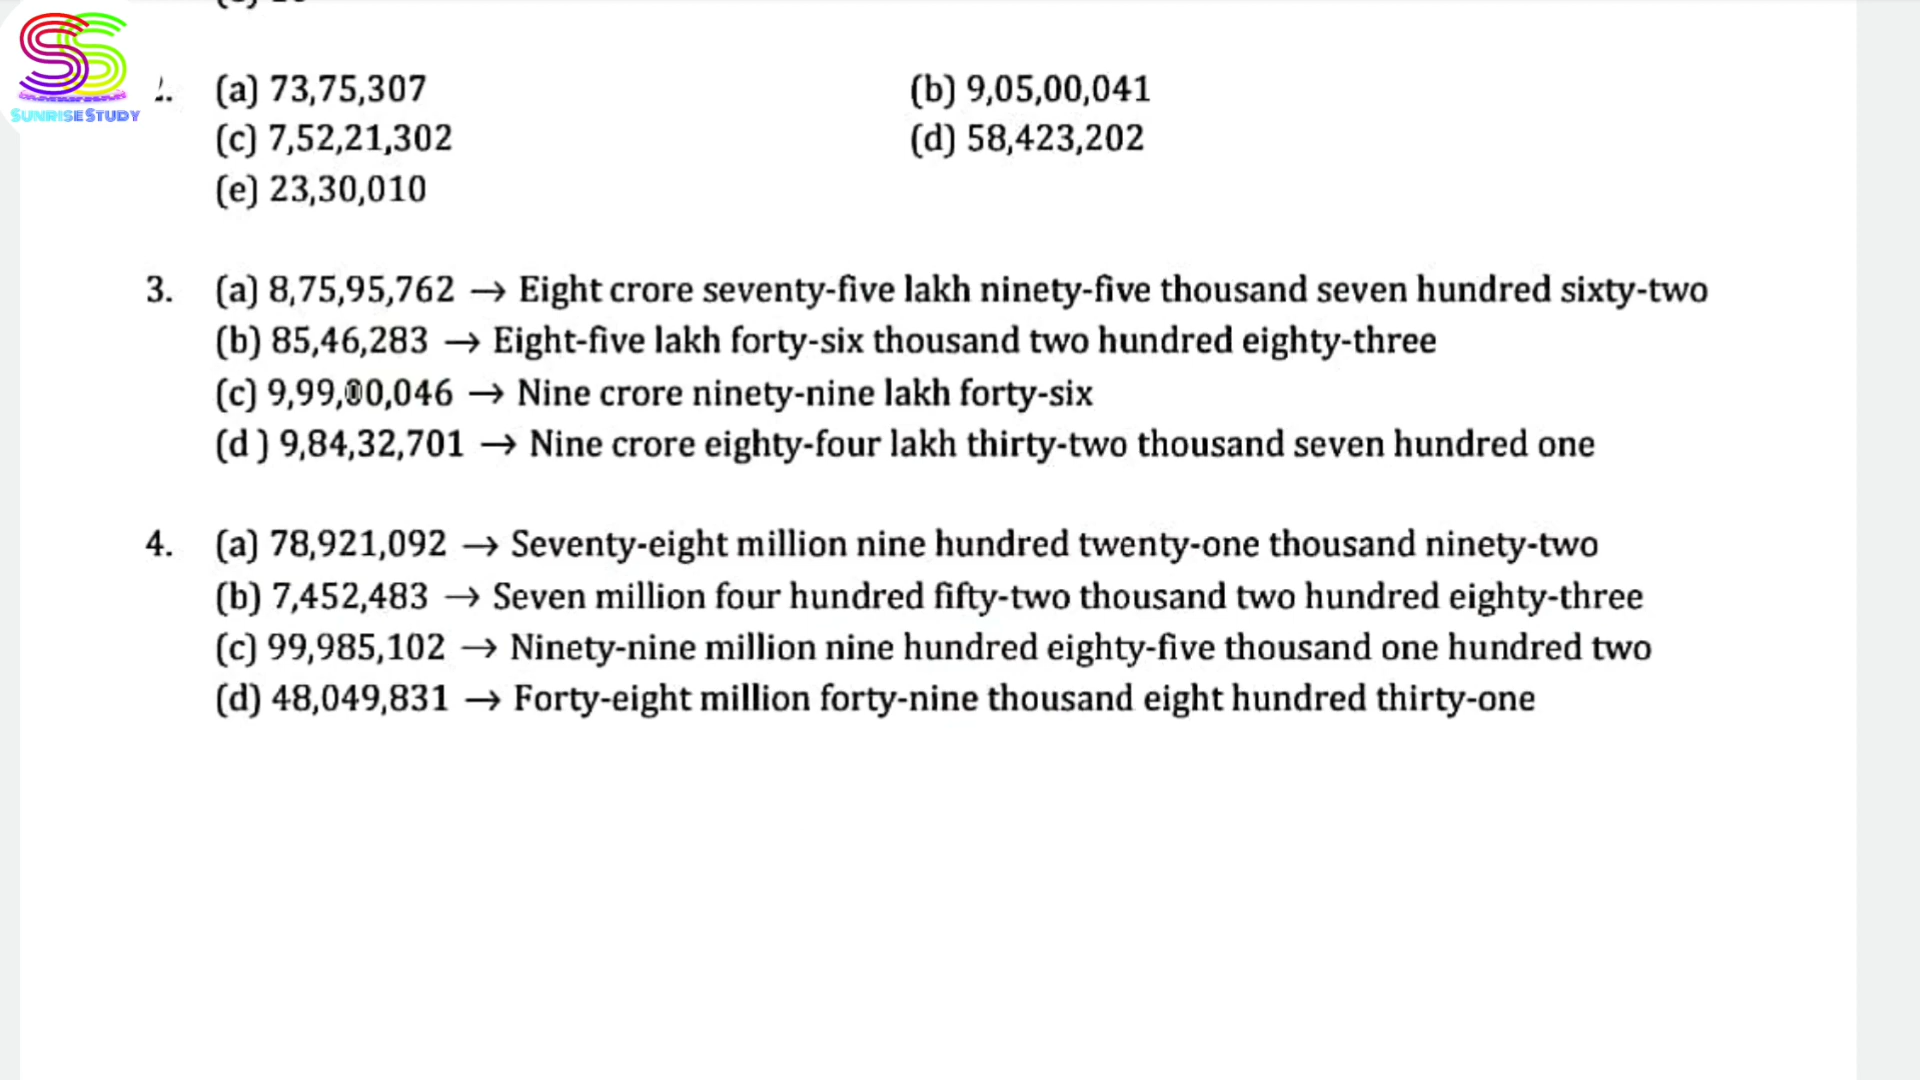 SUNRISESTUDY
(a) 73,75,307 (b) 9,05,00,041
(c) 7,52,21,302 (d) 58,423,202
(e) 23,30,010
3. (a) 8,75,95,762 → Eight crore seventy-five lakh ninety-five thousand seven hundred sixty-two
(b) 85,46,283 → Eight-five lakh forty-six thousand two hundred eighty-three
(c) 9,99,00,046 → Nine crore ninety-nine lakh forty-six
(d ) 9,84,32,701 → Nine crore eighty-four lakh thirty-two thousand seven hundred one
4. (a) 78,921,092 → Seventy-eight million nine hundred twenty-one thousand ninety-two
(b) 7,452,483 → Seven million four hundred fifty-two thousand two hundred eighty-three
(c) 99,985,102 → Ninety-nine million nine hundred eighty-five thousand one hundred two
(d) 48,049,831 → Forty-eight million forty-nine thousand eight hundred thirty-one